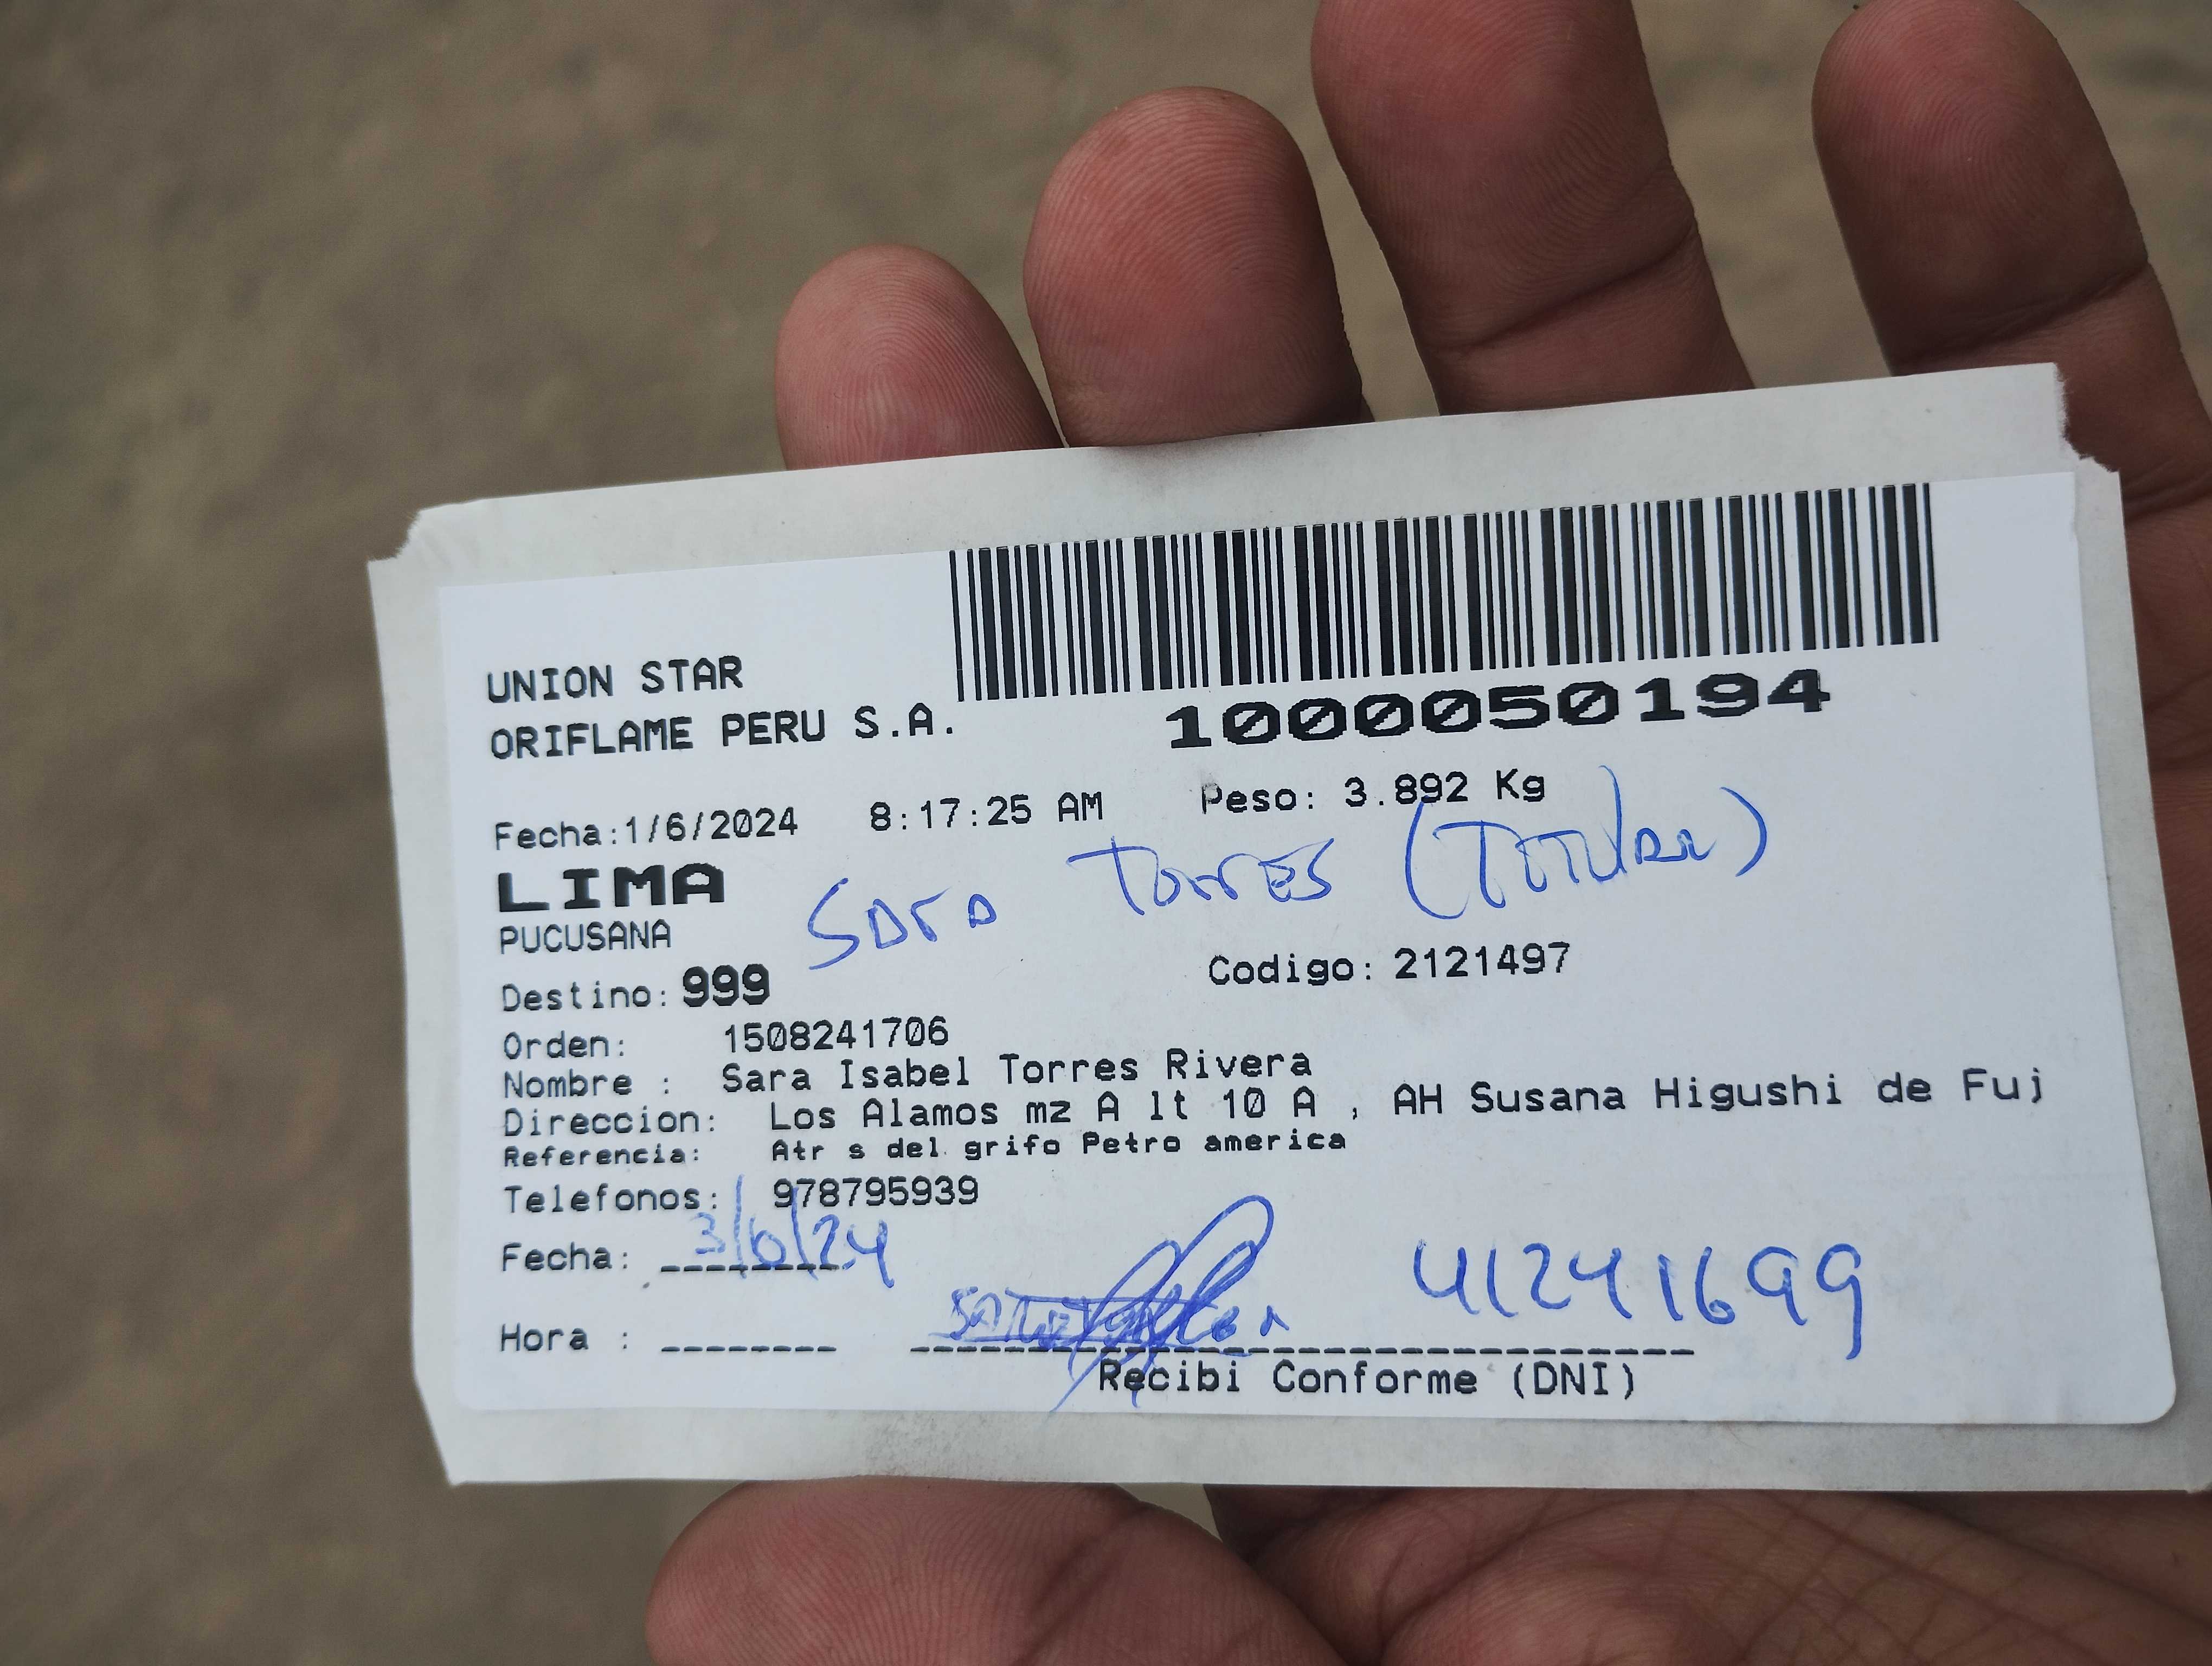 UNION STAR
ORIFLAME PERU S.A.
1000050194
Fecha:1/6/2024 8:17:25 AM Peso: 3.892 Kg
LIMA
Sara Torres (Titular)
PUCUSANA
Destino: 999 Codigo: 2121497
Orden: 1508241706
Nombre : Sara Isabel Torres Rivera
Direccion: Los Alamos mz A lt 10 A , AH Susana Higushi de Fuj
Referencia: Atr s del grifo Petro america
Telefonos: 978795939
Fecha: 3/6/24
41241699
Hora : --------
Recibi Conforme (DNI)